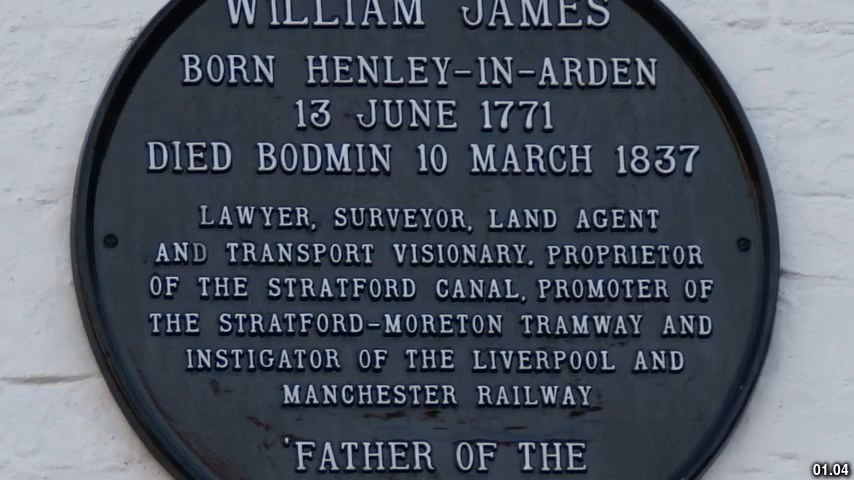 WILLIAM JAMES
BORN HENLEY-IN-ARDEN
13 JUNE 1771
DIED BODMIN 10 MARCH 1837
LAWYER, SURVEYOR, LAND AGENT
AND TRANSPORT VISIONARY. PROPRIETOR
OF THE STRATFORD CANAL, PROMOTER OF
THE STRATFORD-MORETON TRAMWAY AND
INSTIGATOR OF THE LIVERPOOL AND
MANCHESTER RAILWAY
'FATHER OF THE
01.04